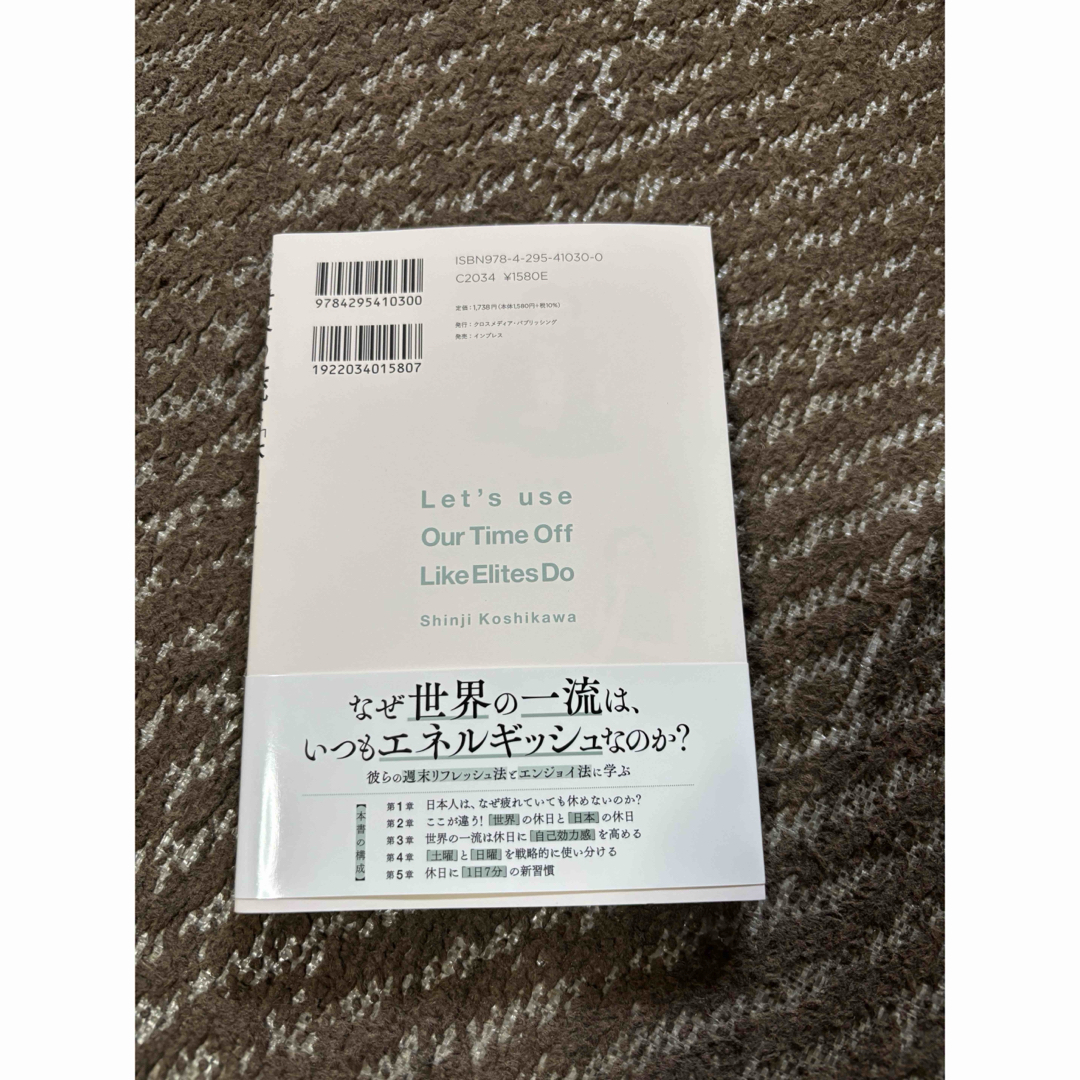 ISBN978-4-295-41030-0
C2034 ¥1580E
9784295410300
定価：1,738円（本体1,580円+税10%）
発行：クロスメディア・パブリッシング
発売：インプレス
1922034015807
Let's use
Our Time Off
Like Elites Do
Shinji Koshikawa
なぜ世界の一流は、
いつもエネルギッシュなのか？
彼らの週末リフレッシュ法とエンジョイ法に学ぶ
【本書の構成】
第1章 日本人は、なぜ疲れていても休めないのか？
第2章 ここが違う！「世界」の休日と「日本」の休日
第3章 世界の一流は休日に「自己効力感」を高める
第4章 「土曜」と「日曜」を戦略的に使い分ける
第5章 休日に「1日7分」の新習慣